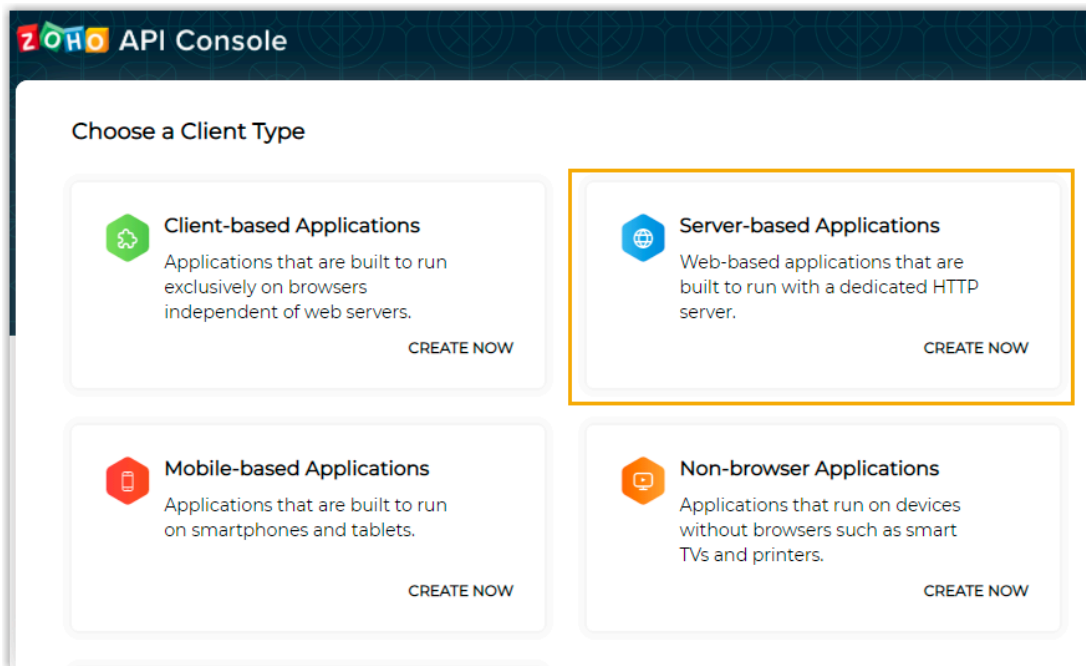 ZOHO API Console
Choose a Client Type
Client-based Applications
Applications that are built to run
exclusively on browsers
independent of web servers.
CREATE NOW
Server-based Applications
Web-based applications that are
built to run with a dedicated HTTP
server.
CREATE NOW
Mobile-based Applications
Applications that are built to run
on smartphones and tablets.
CREATE NOW
Non-browser Applications
Applications that run on devices
without browsers such as smart
TVs and printers.
CREATE NOW